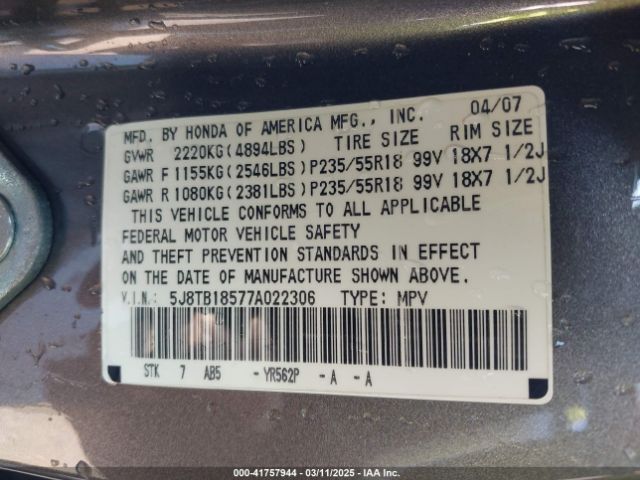 04/07
MFD. BY HONDA OF AMERICA MFG., INC.
GVWR 2220KG(4894LBS) TIRE SIZE RIM SIZE
GAWR F 1155KG(2546LBS)P235/55R18 99V 18X7 1/2J
GAWR R 1080KG(2381LBS)P235/55R18 99V 18X7 1/2J
THIS VEHICLE CONFORMS TO ALL APPLICABLE
FEDERAL MOTOR VEHICLE SAFETY
AND THEFT PREVENTION STANDARDS IN EFFECT
ON THE DATE OF MANUFACTURE SHOWN ABOVE.
V.I.N.: 5J8TB18577A022306 TYPE: MPV
STK 7 AB5 -YR562P -A -A
000-41757944 - 03/11/2025 - IAA Inc.